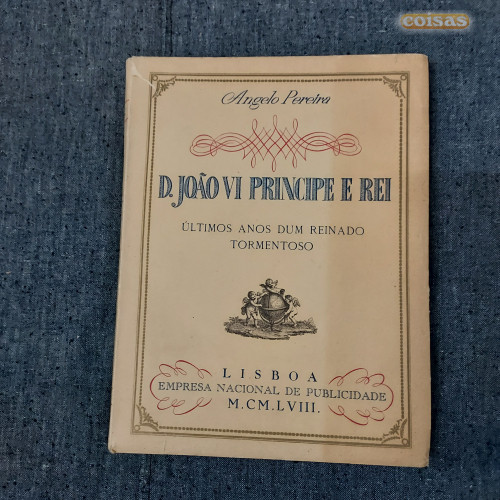 coisas
Angelo Pereira
D. JOÃO VI PRINCIPE E REI
ÚLTIMOS ANOS DUM REINADO
TORMENTOSO
LISBOA
EMPRESA NACIONAL DE PUBLICIDADE
M.CM.LVIII.